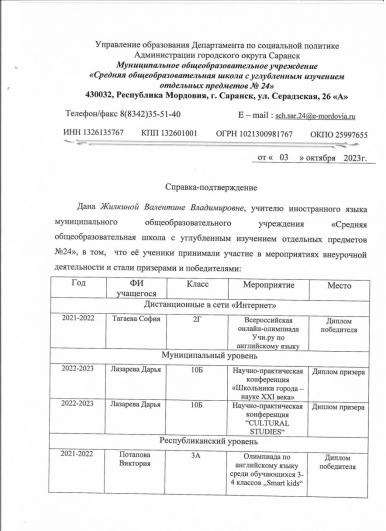 Управление образования Департамента по социальной политике
Администрации городского округа Саранск
Муниципальное общеобразовательное учреждение
«Средняя общеобразовательная школа с углубленным изучением
отдельных предметов № 24»
430032, Республика Мордовия, г. Саранск, ул. Серадзская, 26 «А»
Телефон/факс 8(8342)35-51-40 E – mail : sch.sar.24@e-mordovia.ru
ИНН 1326135767 КПП 132601001 ОГРН 1021300981767 ОКПО 25997655
от « 03 » октября 2023г.
Справка-подтверждение
Дана Жилкиной Валентине Владимировне, учителю иностранного языка
муниципального общеобразовательного учреждения «Средняя
общеобразовательная школа с углубленным изучением отдельных предметов
№24», в том, что её ученики принимали участие в мероприятиях внеурочной
деятельности и стали призерами и победителями:
Год ФИ Класс Мероприятие Место
учащегося
Дистанционные в сети «Интернет»
2021-2022 Тагаева София 2Г Всероссийская Диплом
онлайн-олимпиада победителя
Учи.ру по
английскому языку
Муниципальный уровень
2022-2023 Лазарева Дарья 10Б Научно-практическая Диплом призера
конференция
«Школьники города –
науке XXI века»
2022-2023 Лазарева Дарья 10Б Научно-практическая Диплом призера
конференция
“CULTURAL
STUDIES“
Республиканский уровень
2021-2022 Потапова 3А Олимпиада по Диплом
Виктория английскому языку победителя
среди обучающихся 3-
4 классов „Smart kids“